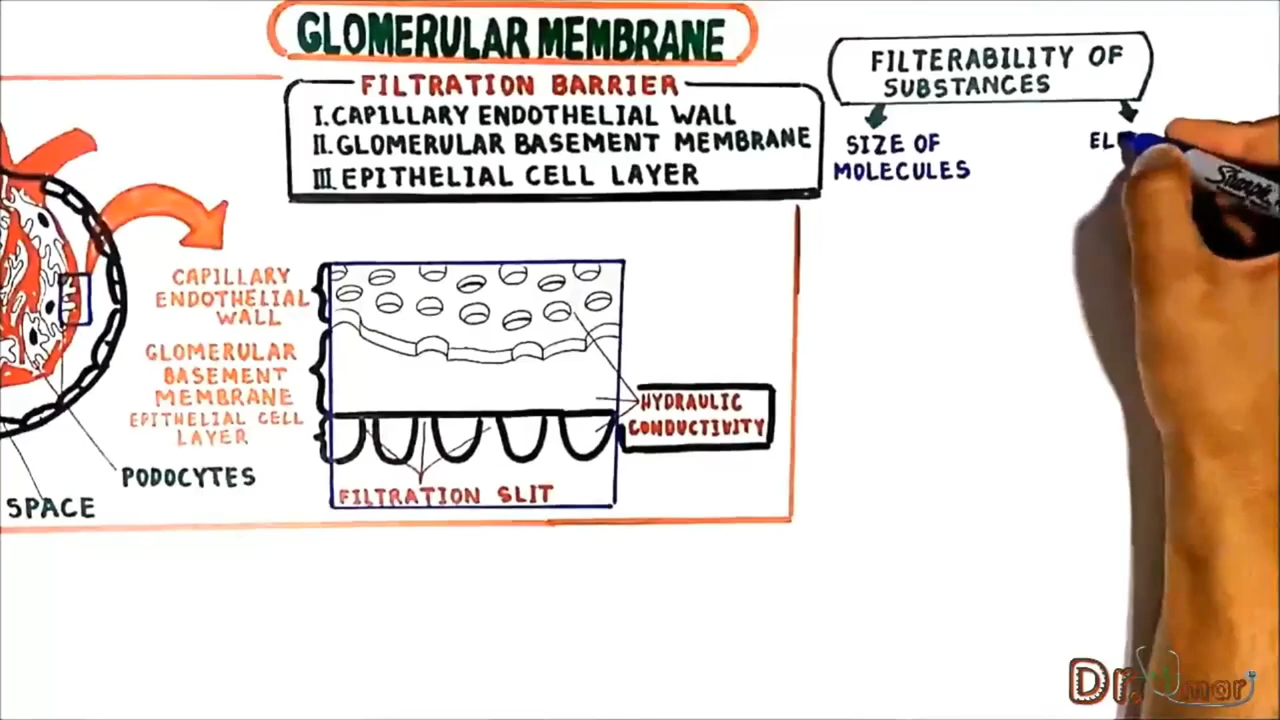 GLOMERULAR MEMBRANE
FILTRATION BARRIER
I. CAPILLARY ENDOTHELIAL WALL
II. GLOMERULAR BASEMENT MEMBRANE
III. EPITHELIAL CELL LAYER
FILTERABILITY OF
SUBSTANCES
SIZE OF
MOLECULES
EL
Sharpie
CAPILLARY
ENDOTHELIAL
WALL
GLOMERULAR
BASEMENT
MEMBRANE
EPITHELIAL CELL
LAYER
HYDRAULIC
CONDUCTIVITY
FILTRATION SLIT
PODOCYTES
SPACE
Dr. Umar